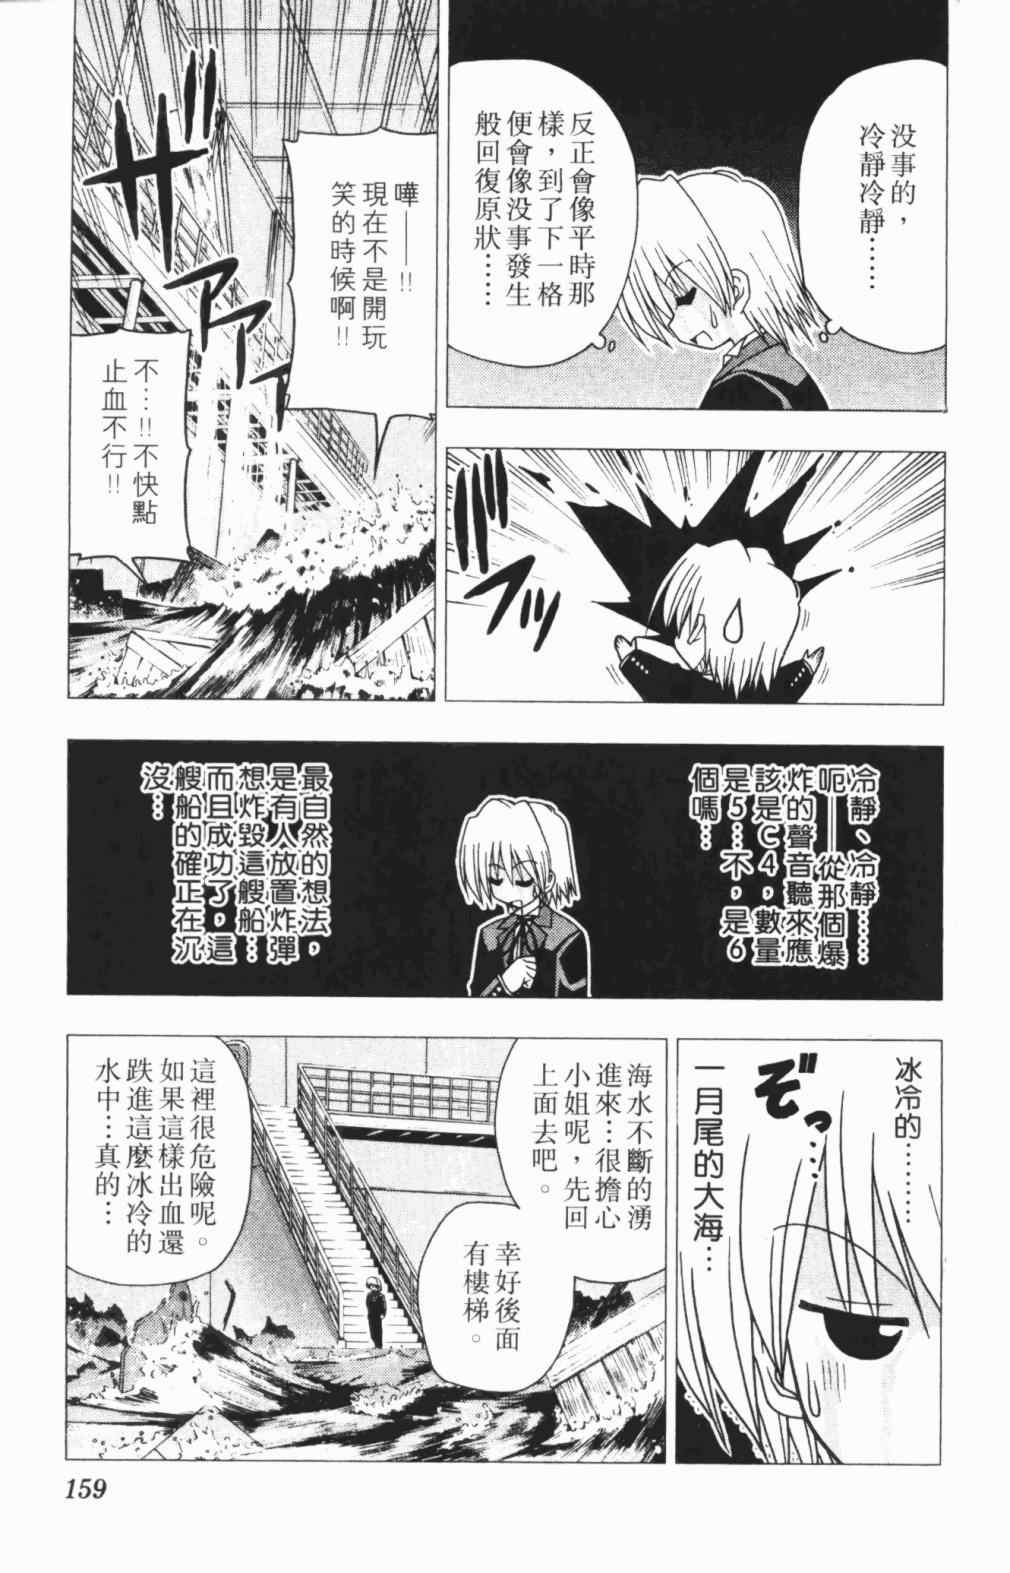 没事的，
冷靜冷靜……
反正會像平時那
樣，到了下一格
便會像没事發生
般回復原狀……
嘩——!!
現在不是開玩
笑的時候啊!!
不…!!不快點
止血不行!!
ザアアア
バッ
冷靜、冷靜……
呃——從那個爆
炸的聲音聽來應
該是C4，數量
是5…不，是6
個嗎…
最自然的想法，
是有人放置炸彈
想炸毀這艘船…
而且成功了，這
艘船的確正在沉
沒…
冰冷的………
ぞっ…
一月尾的大海…
海水不斷的湧
進來…很擔心
小姐呢，先回
上面去吧。
幸好後面
有樓梯。
這裡很危險呢。
如果這樣出血還
跌進這麼冰冷的
水中…真的…
159